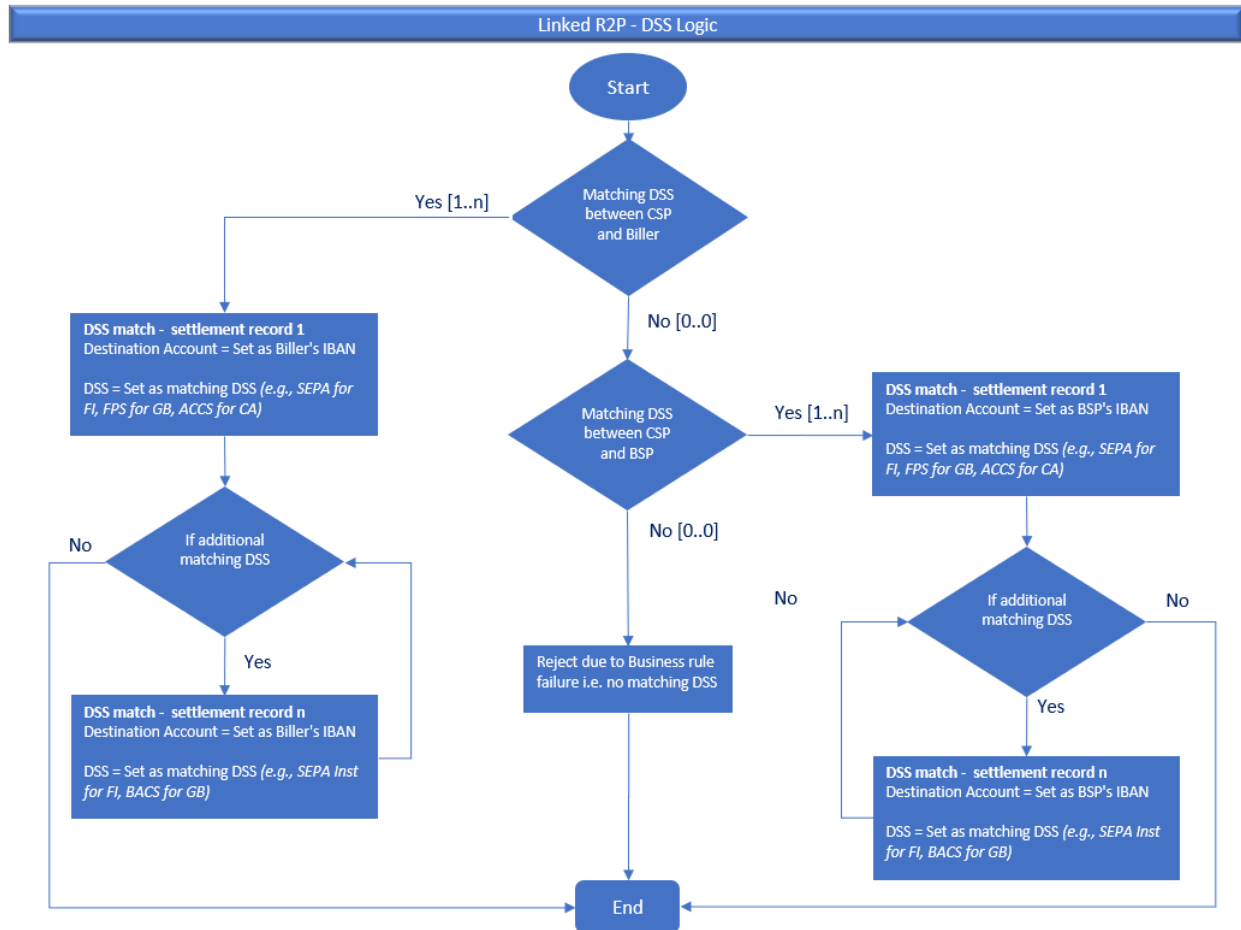 Linked R2P - DSS Logic
Start
Matching DSS
between CSP
and Biller
Yes [1..n]
No [0..0]
DSS match - settlement record 1
Destination Account = Set as Biller's IBAN
DSS = Set as matching DSS (e.g., SEPA for
FI, FPS for GB, ACCS for CA)
Matching DSS
between CSP
and BSP
Yes [1..n]
DSS match - settlement record 1
Destination Account = Set as BSP's IBAN
DSS = Set as matching DSS (e.g., SEPA for
FI, FPS for GB, ACCS for CA)
No [0..0]
No
If additional
matching DSS
Yes
DSS match - settlement record n
Destination Account = Set as Biller's IBAN
DSS = Set as matching DSS (e.g., SEPA Inst
for FI, BACS for GB)
Reject due to Business rule
failure i.e. no matching DSS
No
If additional
matching DSS
No
Yes
DSS match - settlement record n
Destination Account = Set as BSP's IBAN
DSS = Set as matching DSS (e.g., SEPA Inst
for FI, BACS for GB)
End